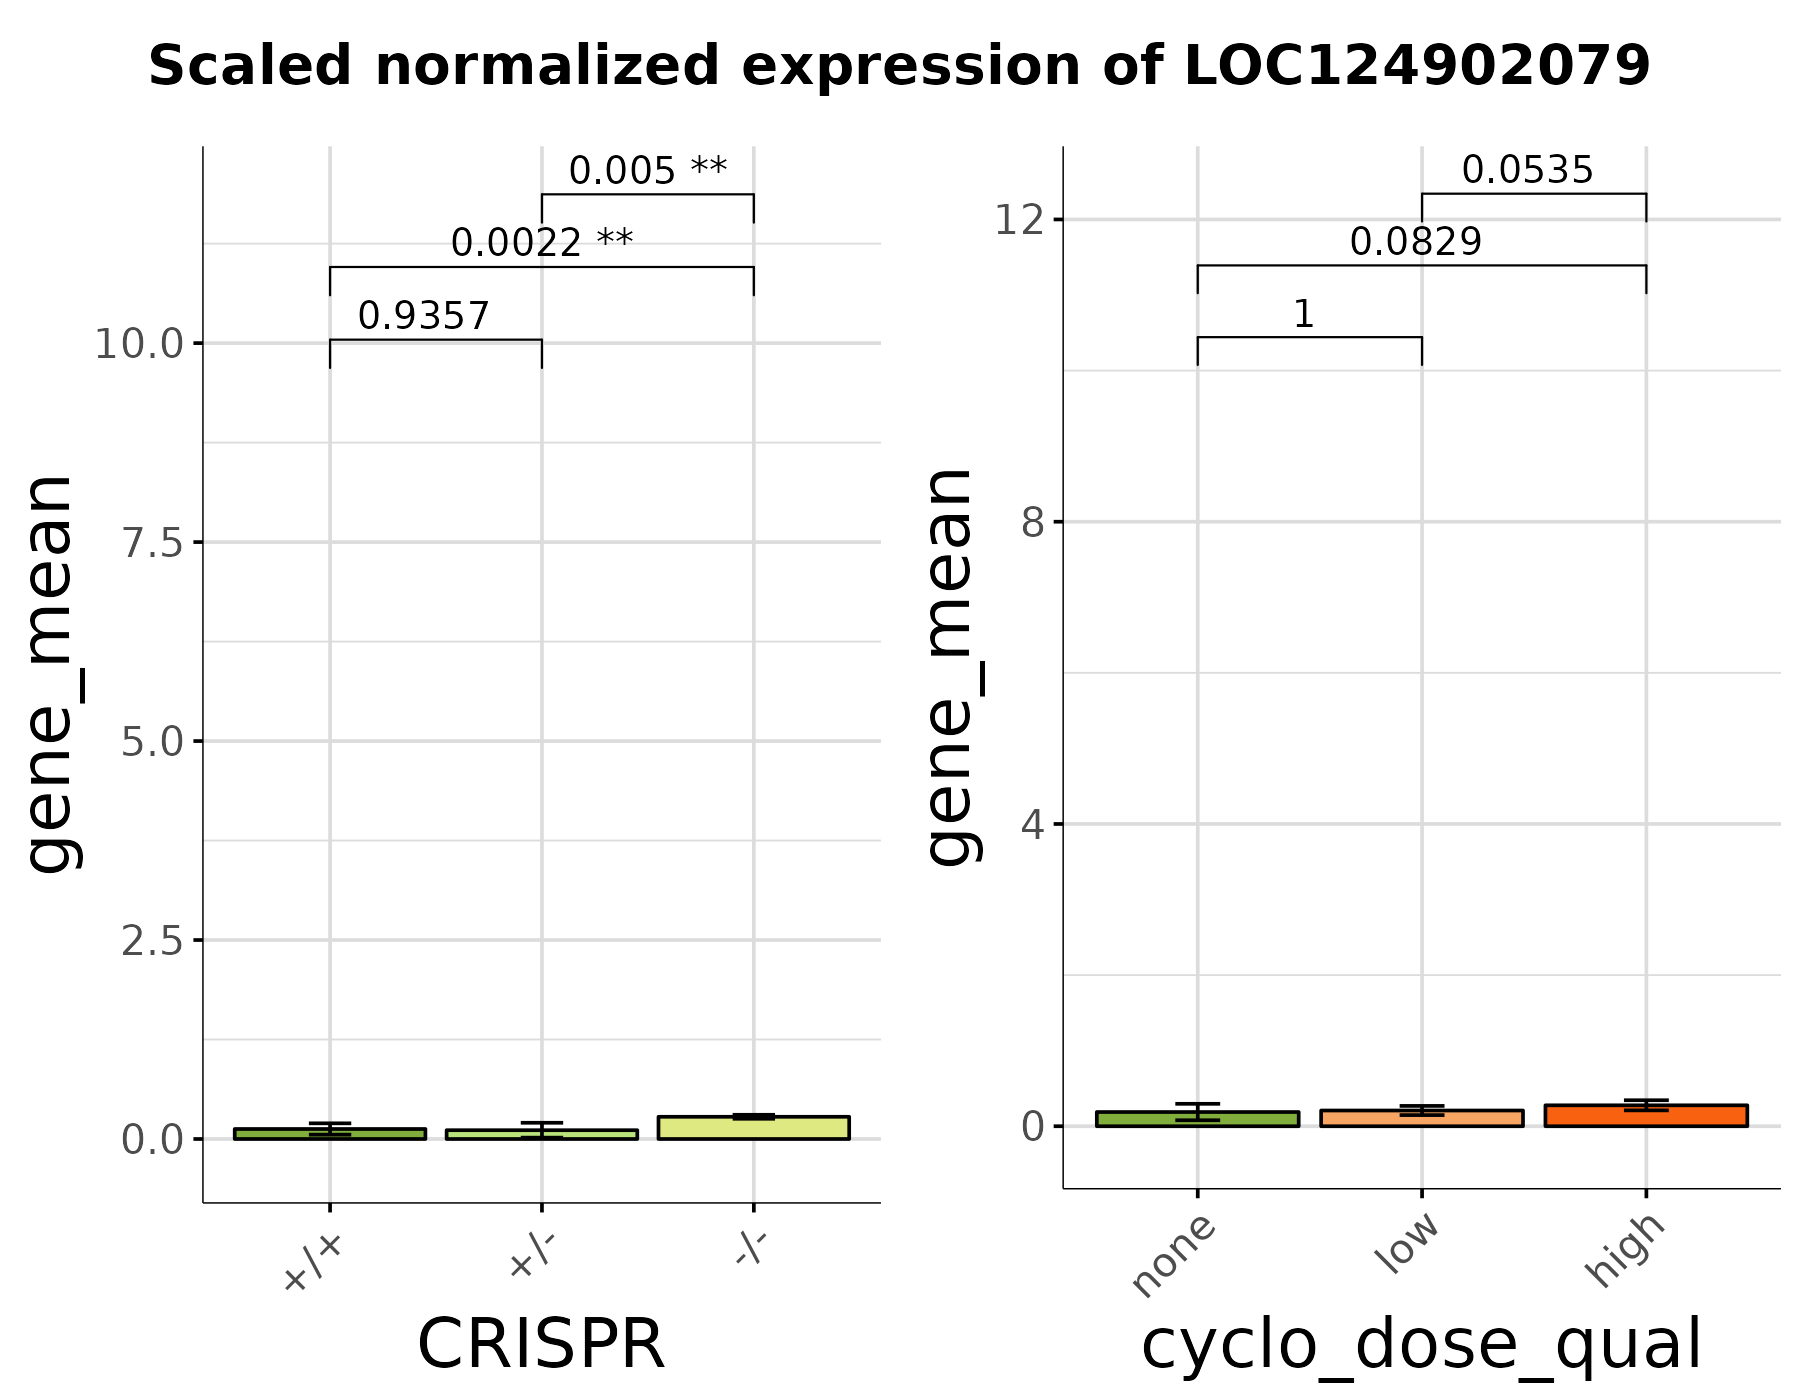 Scaled normalized expression of LOC124902079
gene_mean
10.0
7.5
5.0
2.5
0.0
0.005 **
0.0022 **
0.9357
+/+
+/-
-/-
CRISPR
gene_mean
12
8
4
0
0.0535
0.0829
1
none
low
high
cyclo_dose_qual